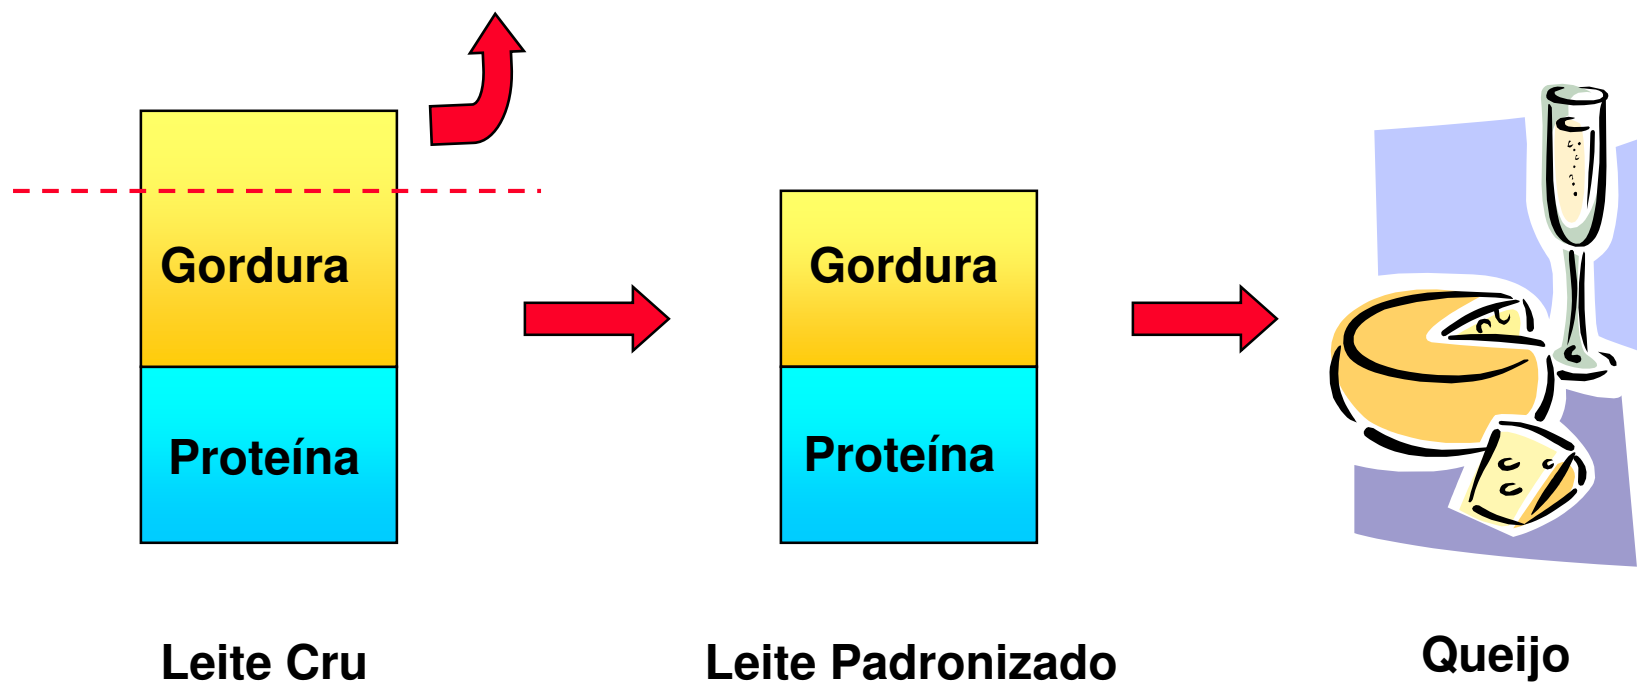 Gordura
Proteína
Leite Cru
Gordura
Proteína
Leite Padronizado
Queijo